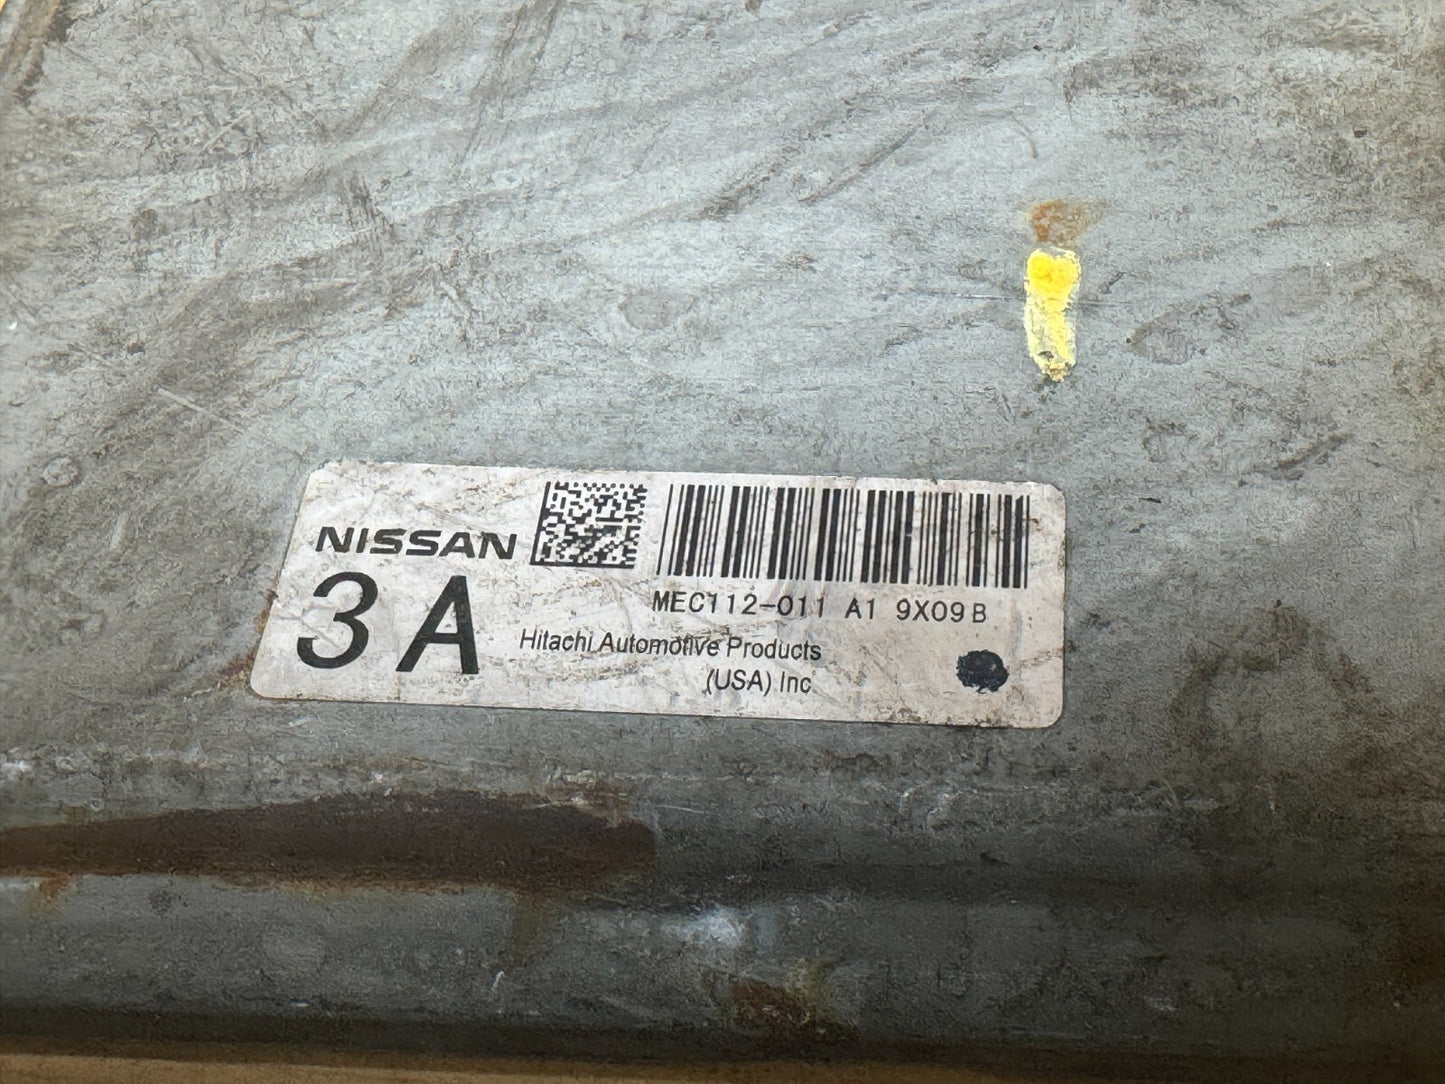 NISSAN
3A
MEC112-011 A1 9X09B
Hitachi Automotive Products
(USA) Inc